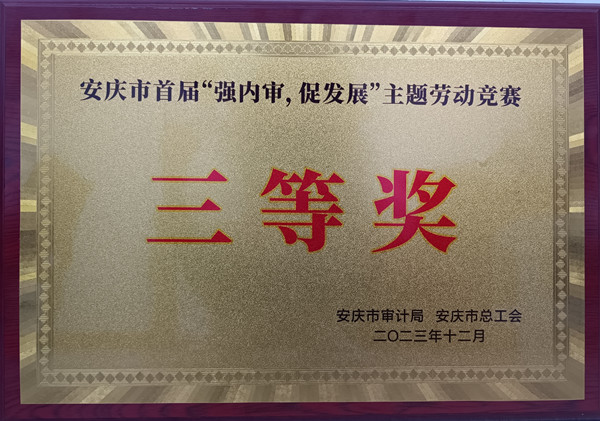 安庆市首届“强内审,促发展”主题劳动竞赛
三等奖
安庆市审计局 安庆市总工会
二〇二三年十二月